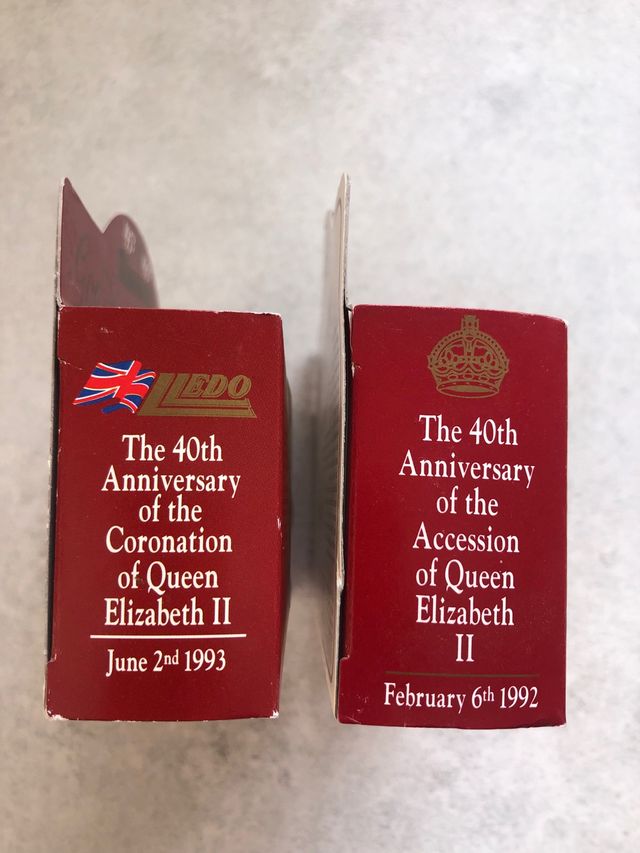 LLEDO
The 40th
Anniversary
of the
Coronation
of Queen
Elizabeth II
June 2nd 1993
The 40th
Anniversary
of the
Accession
of Queen
Elizabeth
II
February 6th 1992